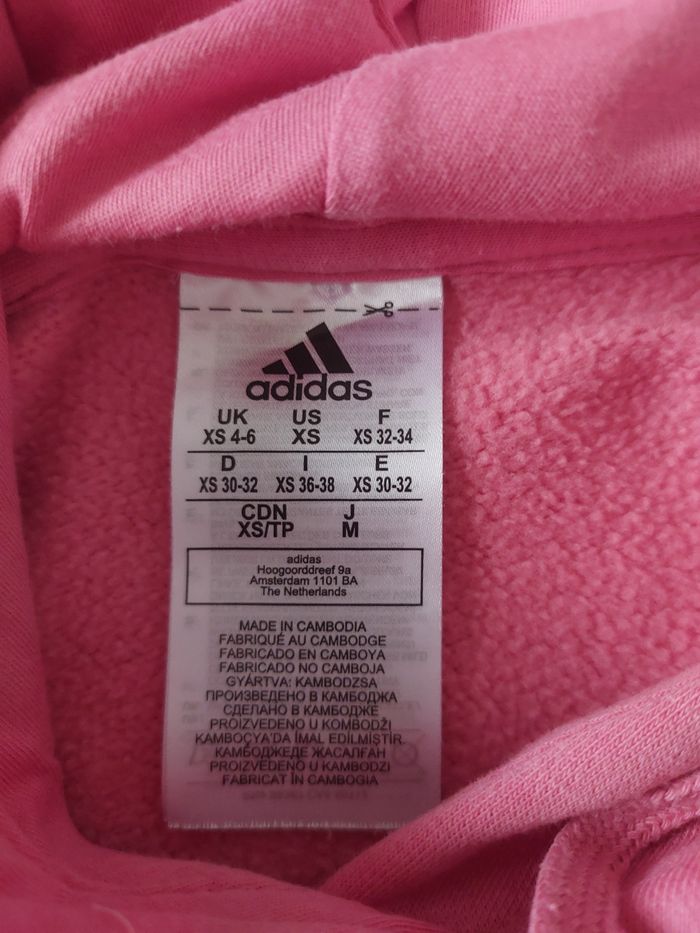 adidas
UK US F
XS 4-6 XS XS 32-34
D I E
XS 30-32 XS 36-38 XS 30-32
CDN J
XS/TP M
adidas
Hoogoorddreef 9a
Amsterdam 1101 BA
The Netherlands
MADE IN CAMBODIA
FABRIQUÉ AU CAMBODGE
FABRICADO EN CAMBOYA
FABRICADO NO CAMBOJA
GYÁRTVA: KAMBODZSA
ПРОИЗВЕДЕНО В КАМБОДЖА
СДЕЛАНО В КАМБОДЖЕ
PROIZVEDENO U KOMBODŽI
KAMBOÇYA'DA İMAL EDİLMİŞTİR.
КАМБОДЖЕДЕ ЖАСАЛҒАН
PROIZVEDENO U KAMBODZI
FABRICAT ÎN CAMBOGIA